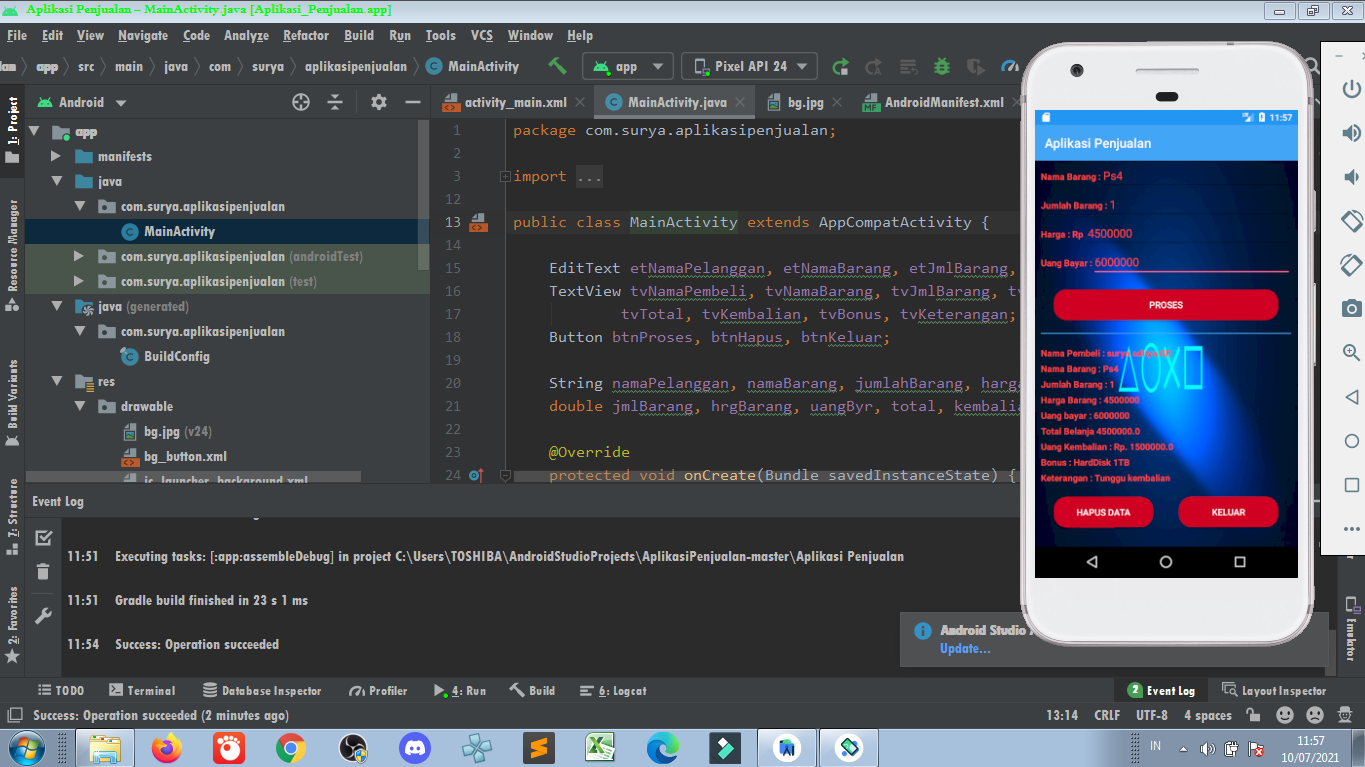 Aplikasi Penjualan – MainActivity.java [Aplikasi_Penjualan.app]
File Edit View Navigate Code Analyze Refactor Build Run Tools VCS Window Help
app src main java com surya aplikasipenjualan MainActivity app Pixel API 24
Android
activity_main.xml MainActivity.java bg.jpg AndroidManifest.xml
1: Project
Resource Manager
Build Variants
7: Structure
2: Favorites
app
manifests
java
com.surya.aplikasipenjualan
MainActivity
com.surya.aplikasipenjualan (androidTest)
com.surya.aplikasipenjualan (test)
java (generated)
com.surya.aplikasipenjualan
BuildConfig
res
drawable
bg.jpg (v24)
bg_button.xml
ic_launcher_background.xml
1 package com.surya.aplikasipenjualan;
2
3 import ...
12
13 public class MainActivity extends AppCompatActivity {
14
15 EditText etNamaPelanggan, etNamaBarang, etJmlBarang,
16 TextView tvNamaPembeli, tvNamaBarang, tvJmlBarang,
17 tvTotal, tvKembalian, tvBonus, tvKeterangan;
18 Button btnProses, btnHapus, btnKeluar;
19
20 String namaPelanggan, namaBarang, jumlahBarang, harga
21 double jmlBarang, hrgBarang, uangByr, total, kembalia
22
23 @Override
24 protected void onCreate(Bundle savedInstanceState) {
11:57
Aplikasi Penjualan
Nama Barang : Ps4
Jumlah Barang : 1
Harga : Rp 4500000
Uang Bayar : 6000000
PROSES
Nama Pembeli : surya
Nama Barang : Ps4
Jumlah Barang : 1
Harga Barang : 4500000
Uang bayar : 6000000
Total Belanja 4500000.0
Uang Kembalian : Rp. 1500000.0
Bonus : HardDisk 1TB
Keterangan : Tunggu kembalian
HAPUS DATA KELUAR
Event Log
11:51 Executing tasks: [:app:assembleDebug] in project C:\Users\TOSHIBA\AndroidStudioProjects\AplikasiPenjualan-master\Aplikasi Penjualan
11:51 Gradle build finished in 23 s 1 ms
11:54 Success: Operation succeeded
Android Studio
Update...
Emulator
TODO Terminal Database Inspector Profiler 4: Run Build 6: Logcat 2 Event Log Layout Inspector
Success: Operation succeeded (2 minutes ago) 13:14 CRLF UTF-8 4 spaces
IN 11:57
10/07/2021